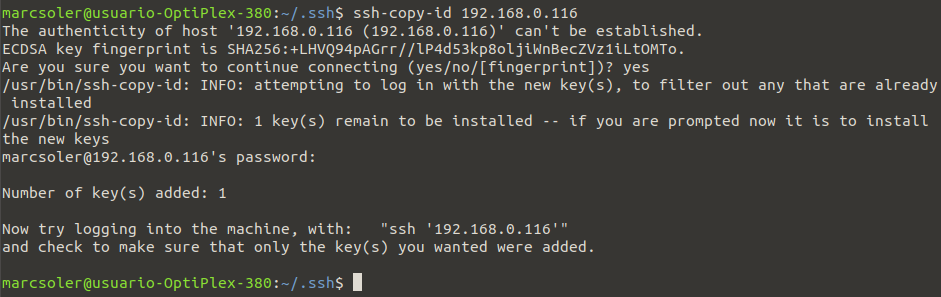 marcsoler@usuario-OptiPlex-380:~/.ssh$ ssh-copy-id 192.168.0.116
The authenticity of host '192.168.0.116 (192.168.0.116)' can't be established.
ECDSA key fingerprint is SHA256:+LHVQ94pAGrr//lP4d53kp8oljiWnBecZVz1iLtOMTo.
Are you sure you want to continue connecting (yes/no/[fingerprint])? yes
/usr/bin/ssh-copy-id: INFO: attempting to log in with the new key(s), to filter out any that are already
 installed
/usr/bin/ssh-copy-id: INFO: 1 key(s) remain to be installed -- if you are prompted now it is to install
the new keys
marcsoler@192.168.0.116's password:

Number of key(s) added: 1

Now try logging into the machine, with:   "ssh '192.168.0.116'"
and check to make sure that only the key(s) you wanted were added.

marcsoler@usuario-OptiPlex-380:~/.ssh$